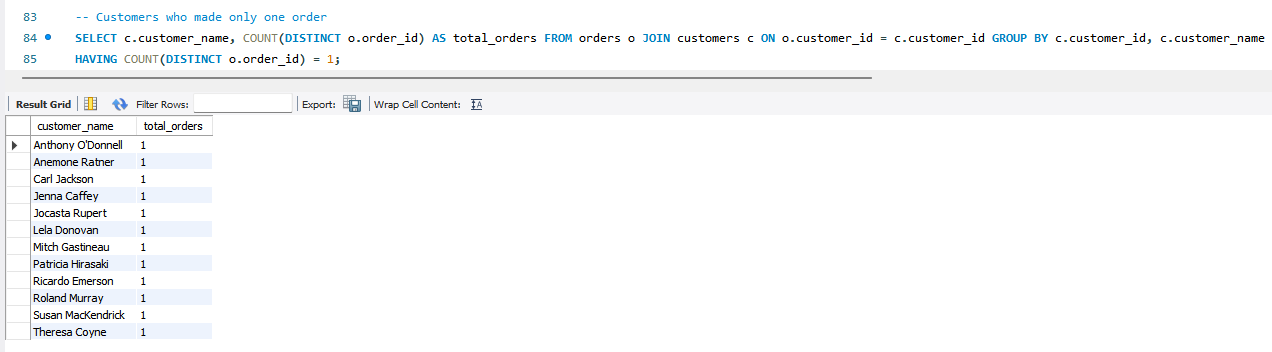 83 -- Customers who made only one order
84 SELECT c.customer_name, COUNT(DISTINCT o.order_id) AS total_orders FROM orders o JOIN customers c ON o.customer_id = c.customer_id GROUP BY c.customer_id, c.customer_name
85 HAVING COUNT(DISTINCT o.order_id) = 1;
Result Grid Filter Rows: Export: Wrap Cell Content: IA
customer_name total_orders
Anthony O'Donnell 1
Anemone Ratner 1
Carl Jackson 1
Jenna Caffey 1
Jocasta Rupert 1
Lela Donovan 1
Mitch Gastineau 1
Patricia Hirasaki 1
Ricardo Emerson 1
Roland Murray 1
Susan MacKendrick 1
Theresa Coyne 1